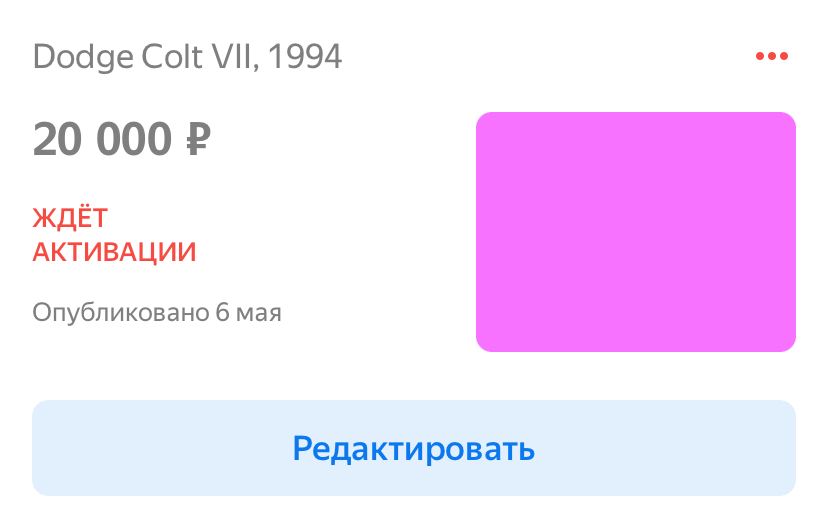 Dodge Colt VII, 1994
20 000 ₽
ЖДЁТ
АКТИВАЦИИ
Опубликовано 6 мая
Редактировать